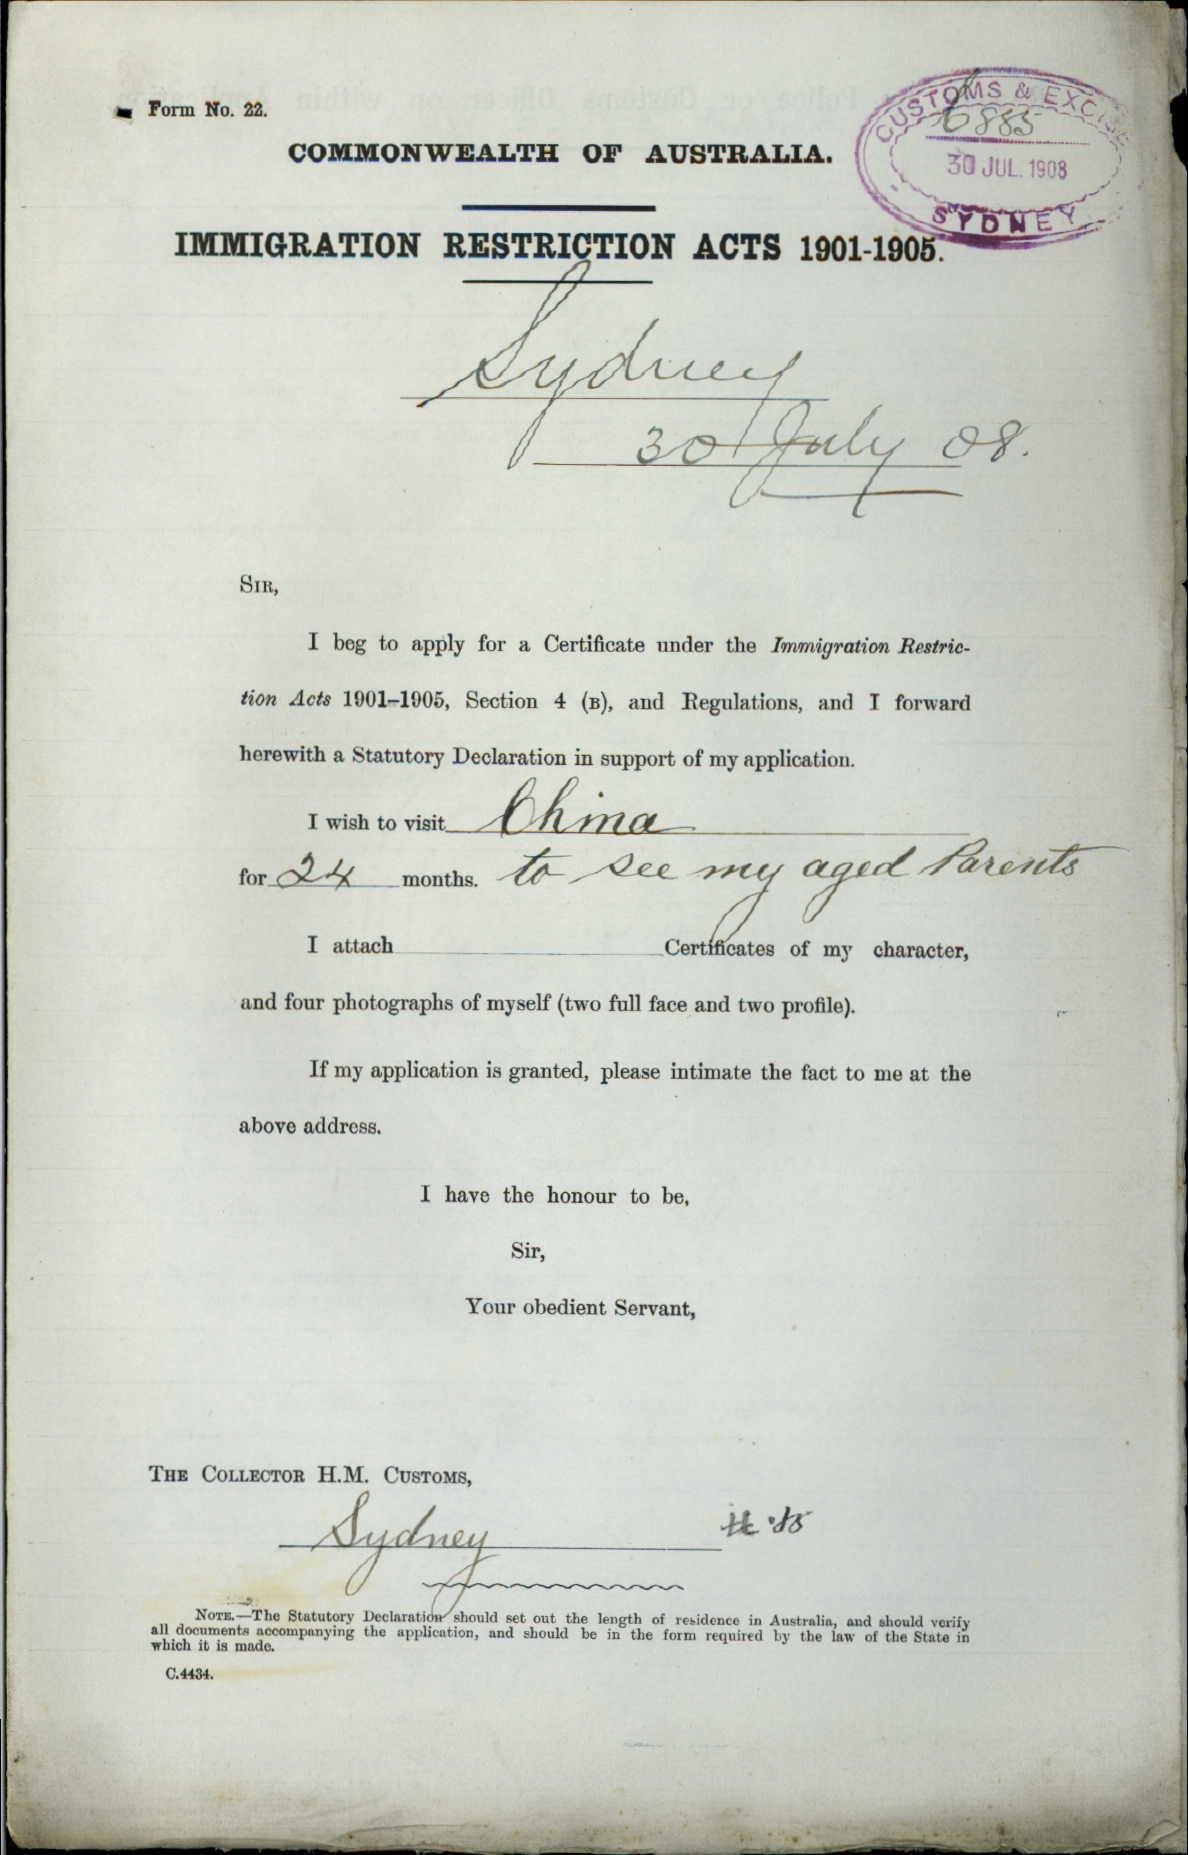 Form No. 22.
CUSTOMS & EXCISE
6885
30 JUL. 1908
SYDNEY
COMMONWEALTH OF AUSTRALIA.
IMMIGRATION RESTRICTION ACTS 1901-1905.
Sydney
30 July 08.
SIR,
I beg to apply for a Certificate under the Immigration Restric-
tion Acts 1901-1905, Section 4 (B), and Regulations, and I forward
herewith a Statutory Declaration in support of my application.
I wish to visit China
for 24 months. to see my aged Parents
I attach Certificates of my character,
and four photographs of myself (two full face and two profile).
If my application is granted, please intimate the fact to me at the
above address.
I have the honour to be,
Sir,
Your obedient Servant,
THE COLLECTOR H.M. CUSTOMS,
Sydney
NOTE.—The Statutory Declaration should set out the length of residence in Australia, and should verify
all documents accompanying the application, and should be in the form required by the law of the State in
which it is made.
C.4434.